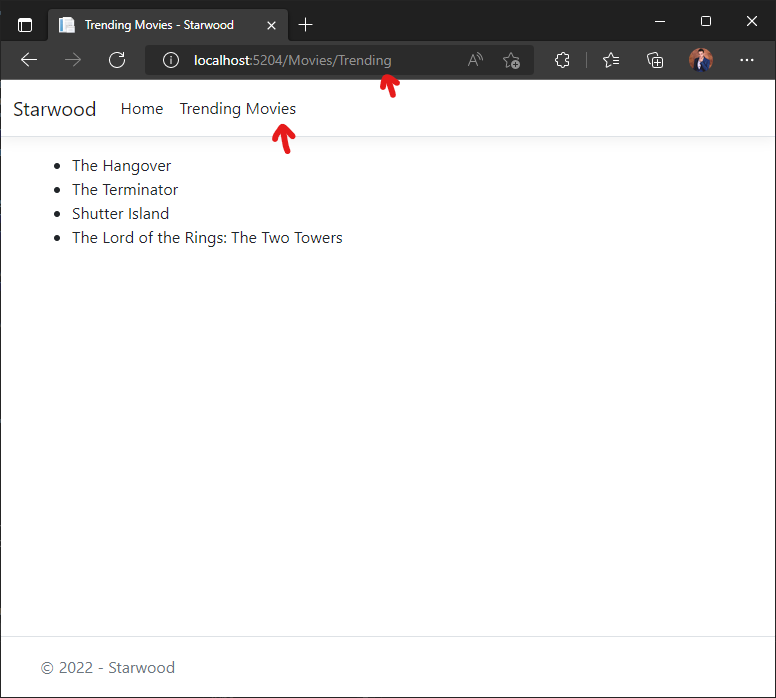 Trending Movies - Starwood
localhost:5204/Movies/Trending
Starwood Home Trending Movies
The Hangover
The Terminator
Shutter Island
The Lord of the Rings: The Two Towers
© 2022 - Starwood